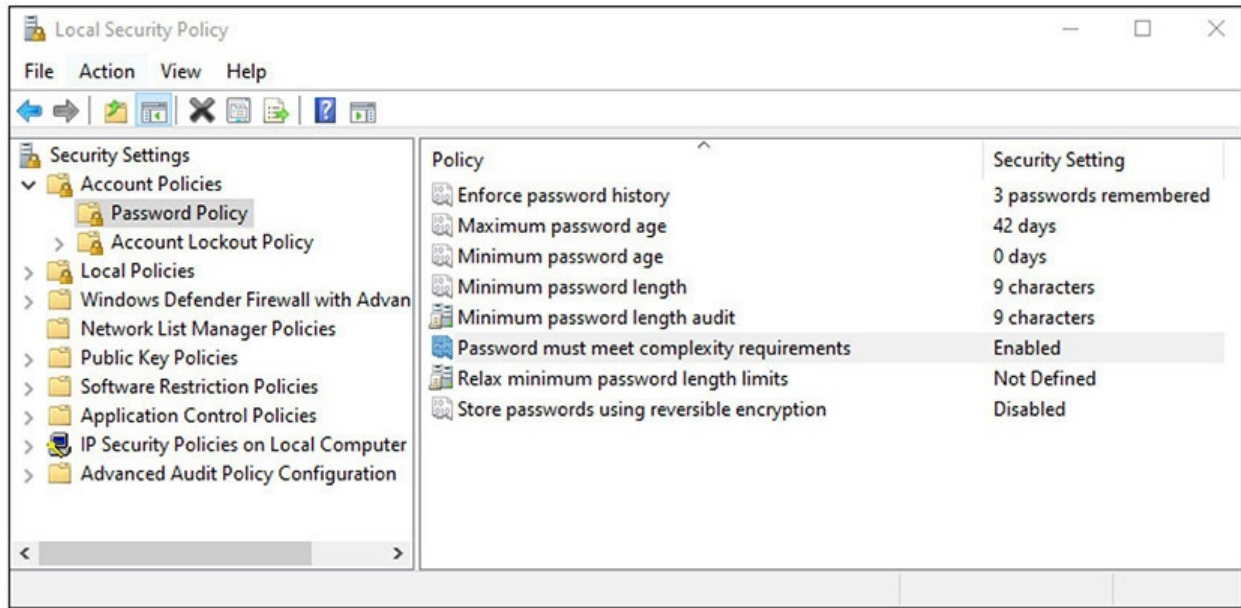 Local Security Policy
File Action View Help
Security Settings
Account Policies
Password Policy
Account Lockout Policy
Local Policies
Windows Defender Firewall with Advan
Network List Manager Policies
Public Key Policies
Software Restriction Policies
Application Control Policies
IP Security Policies on Local Computer
Advanced Audit Policy Configuration
Policy Security Setting
Enforce password history 3 passwords remembered
Maximum password age 42 days
Minimum password age 0 days
Minimum password length 9 characters
Minimum password length audit 9 characters
Password must meet complexity requirements Enabled
Relax minimum password length limits Not Defined
Store passwords using reversible encryption Disabled